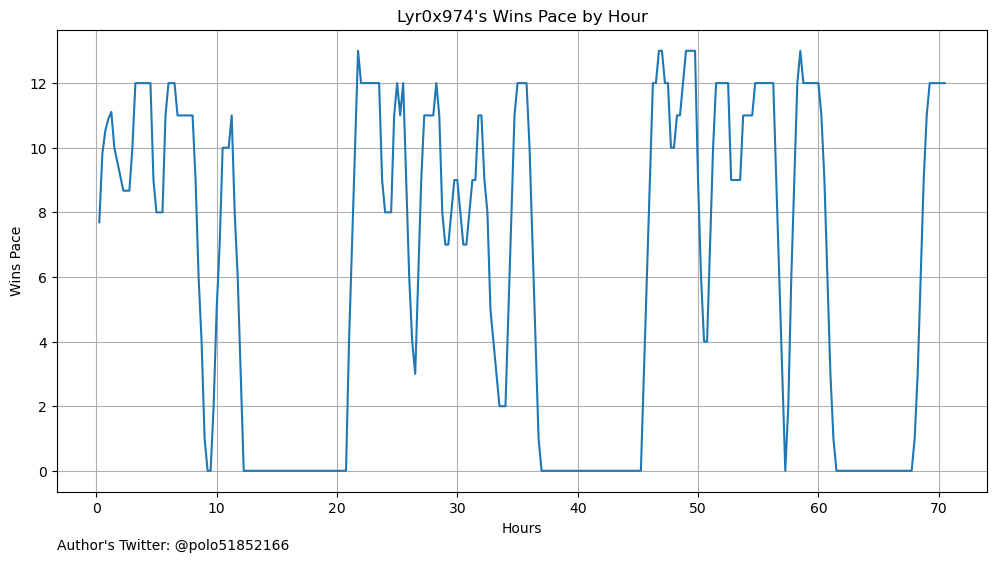 Lyr0x974's Wins Pace by Hour
Wins Pace
12
10
8
6
4
2
0
0 10 20 30 40 50 60 70
Hours
Author's Twitter: @polo51852166